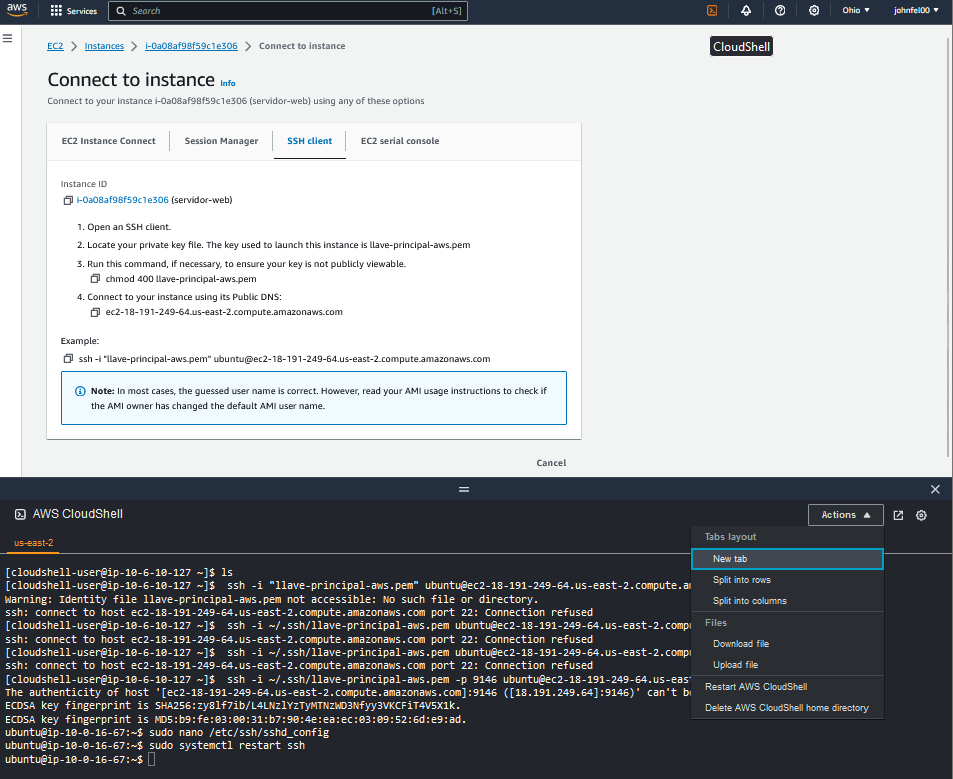 aws
Services
Search
[Alt+S]
Ohio
johnfel00
EC2
Instances
i-0a08af98f59c1e306
Connect to instance
CloudShell
Connect to instance Info
Connect to your instance i-0a08af98f59c1e306 (servidor-web) using any of these options
EC2 Instance Connect
Session Manager
SSH client
EC2 serial console
Instance ID
i-0a08af98f59c1e306 (servidor-web)
1. Open an SSH client.
2. Locate your private key file. The key used to launch this instance is llave-principal-aws.pem
3. Run this command, if necessary, to ensure your key is not publicly viewable.
chmod 400 llave-principal-aws.pem
4. Connect to your instance using its Public DNS:
ec2-18-191-249-64.us-east-2.compute.amazonaws.com
Example:
ssh -i "llave-principal-aws.pem" ubuntu@ec2-18-191-249-64.us-east-2.compute.amazonaws.com
Note: In most cases, the guessed user name is correct. However, read your AMI usage instructions to check if
the AMI owner has changed the default AMI user name.
Cancel
AWS CloudShell
Actions
us-east-2
Tabs layout
New tab
Split into rows
Split into columns
Files
Download file
Upload file
Restart AWS CloudShell
Delete AWS CloudShell home directory
[cloudshell-user@ip-10-6-10-127 ~]$ ls
[cloudshell-user@ip-10-6-10-127 ~]$ ssh -i "llave-principal-aws.pem" ubuntu@ec2-18-191-249-64.us-east-2.compute.am
Warning: Identity file llave-principal-aws.pem not accessible: No such file or directory.
ssh: connect to host ec2-18-191-249-64.us-east-2.compute.amazonaws.com port 22: Connection refused
[cloudshell-user@ip-10-6-10-127 ~]$ ssh -i ~/.ssh/llave-principal-aws.pem ubuntu@ec2-18-191-249-64.us-east-2.comp
ssh: connect to host ec2-18-191-249-64.us-east-2.compute.amazonaws.com port 22: Connection refused
[cloudshell-user@ip-10-6-10-127 ~]$ ssh -i ~/.ssh/llave-principal-aws.pem ubuntu@ec2-18-191-249-64.us-east-2.comp
ssh: connect to host ec2-18-191-249-64.us-east-2.compute.amazonaws.com port 22: Connection refused
[cloudshell-user@ip-10-6-10-127 ~]$ ssh -i ~/.ssh/llave-principal-aws.pem -p 9146 ubuntu@ec2-18-191-249-64.us-east
The authenticity of host '[ec2-18-191-249-64.us-east-2.compute.amazonaws.com]:9146 ([18.191.249.64]:9146)' can't be
ECDSA key fingerprint is SHA256:zy8lf7ib/L4LNzlYzTyMTNzWD3Nfyy3VKCFiT4V5X1k.
ECDSA key fingerprint is MD5:b9:fe:03:00:31:b7:90:4e:ea:ec:03:09:52:6d:e9:ad.
ubuntu@ip-10-0-16-67:~$ sudo nano /etc/ssh/sshd_config
ubuntu@ip-10-0-16-67:~$ sudo systemctl restart ssh
ubuntu@ip-10-0-16-67:~$